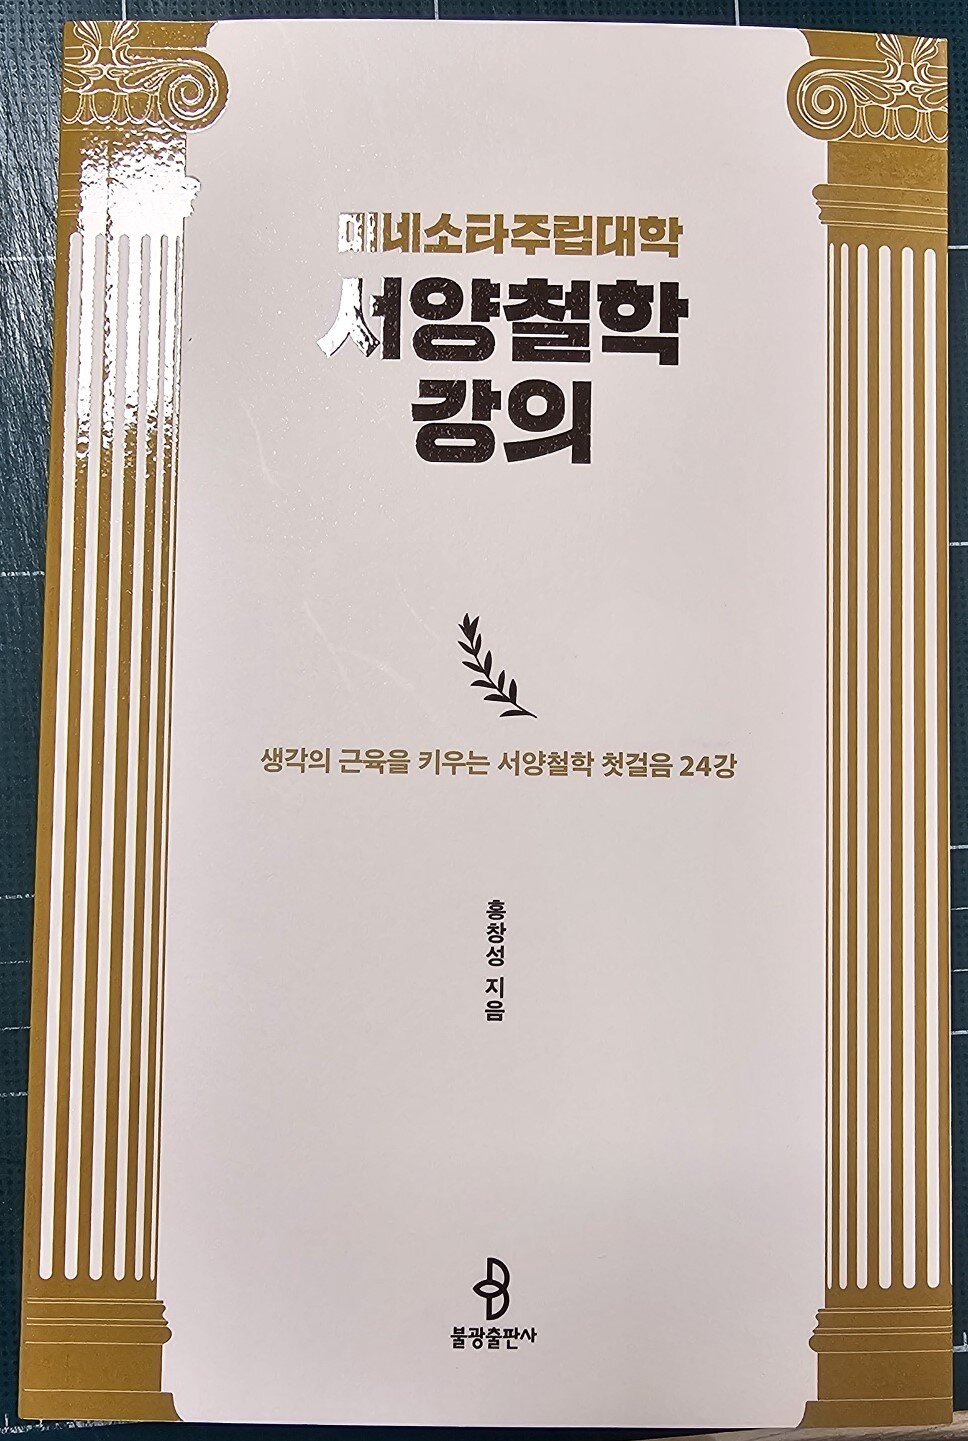 미네소타주립대학
서양철학
강의
생각의 근육을 키우는 서양철학 첫걸음 24강
홍창성 지음
불광출판사